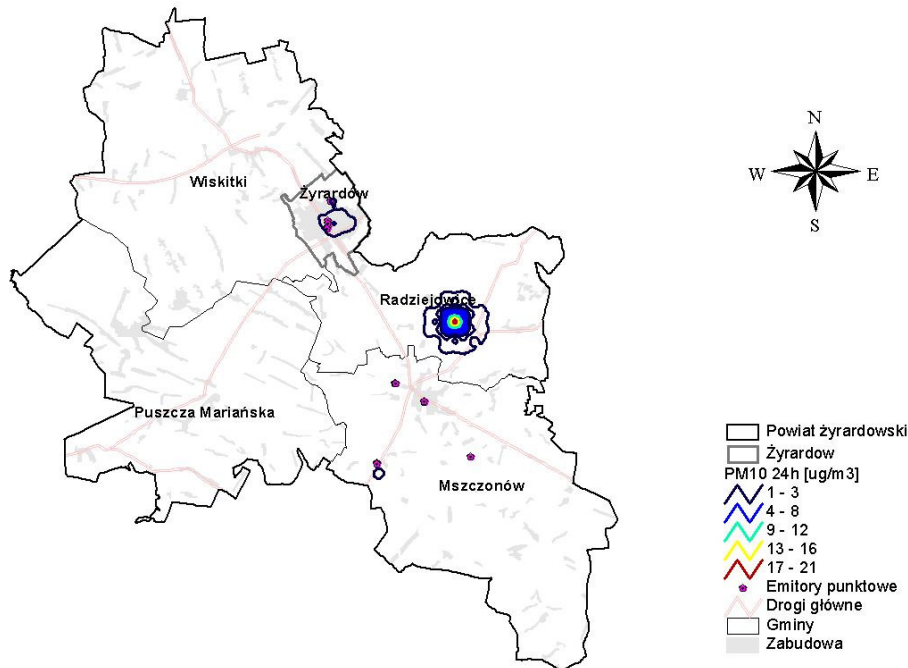 N
W
E
S
Wiskitki
Żyrardów
Radziejowice
Puszcza Mariańska
Mszczonów
Powiat żyrardowski
Żyrardow
PM10 24h [ug/m3]
1 - 3
4 - 8
9 - 12
13 - 16
17 - 21
Emitory punktowe
Drogi główne
Gminy
Zabudowa